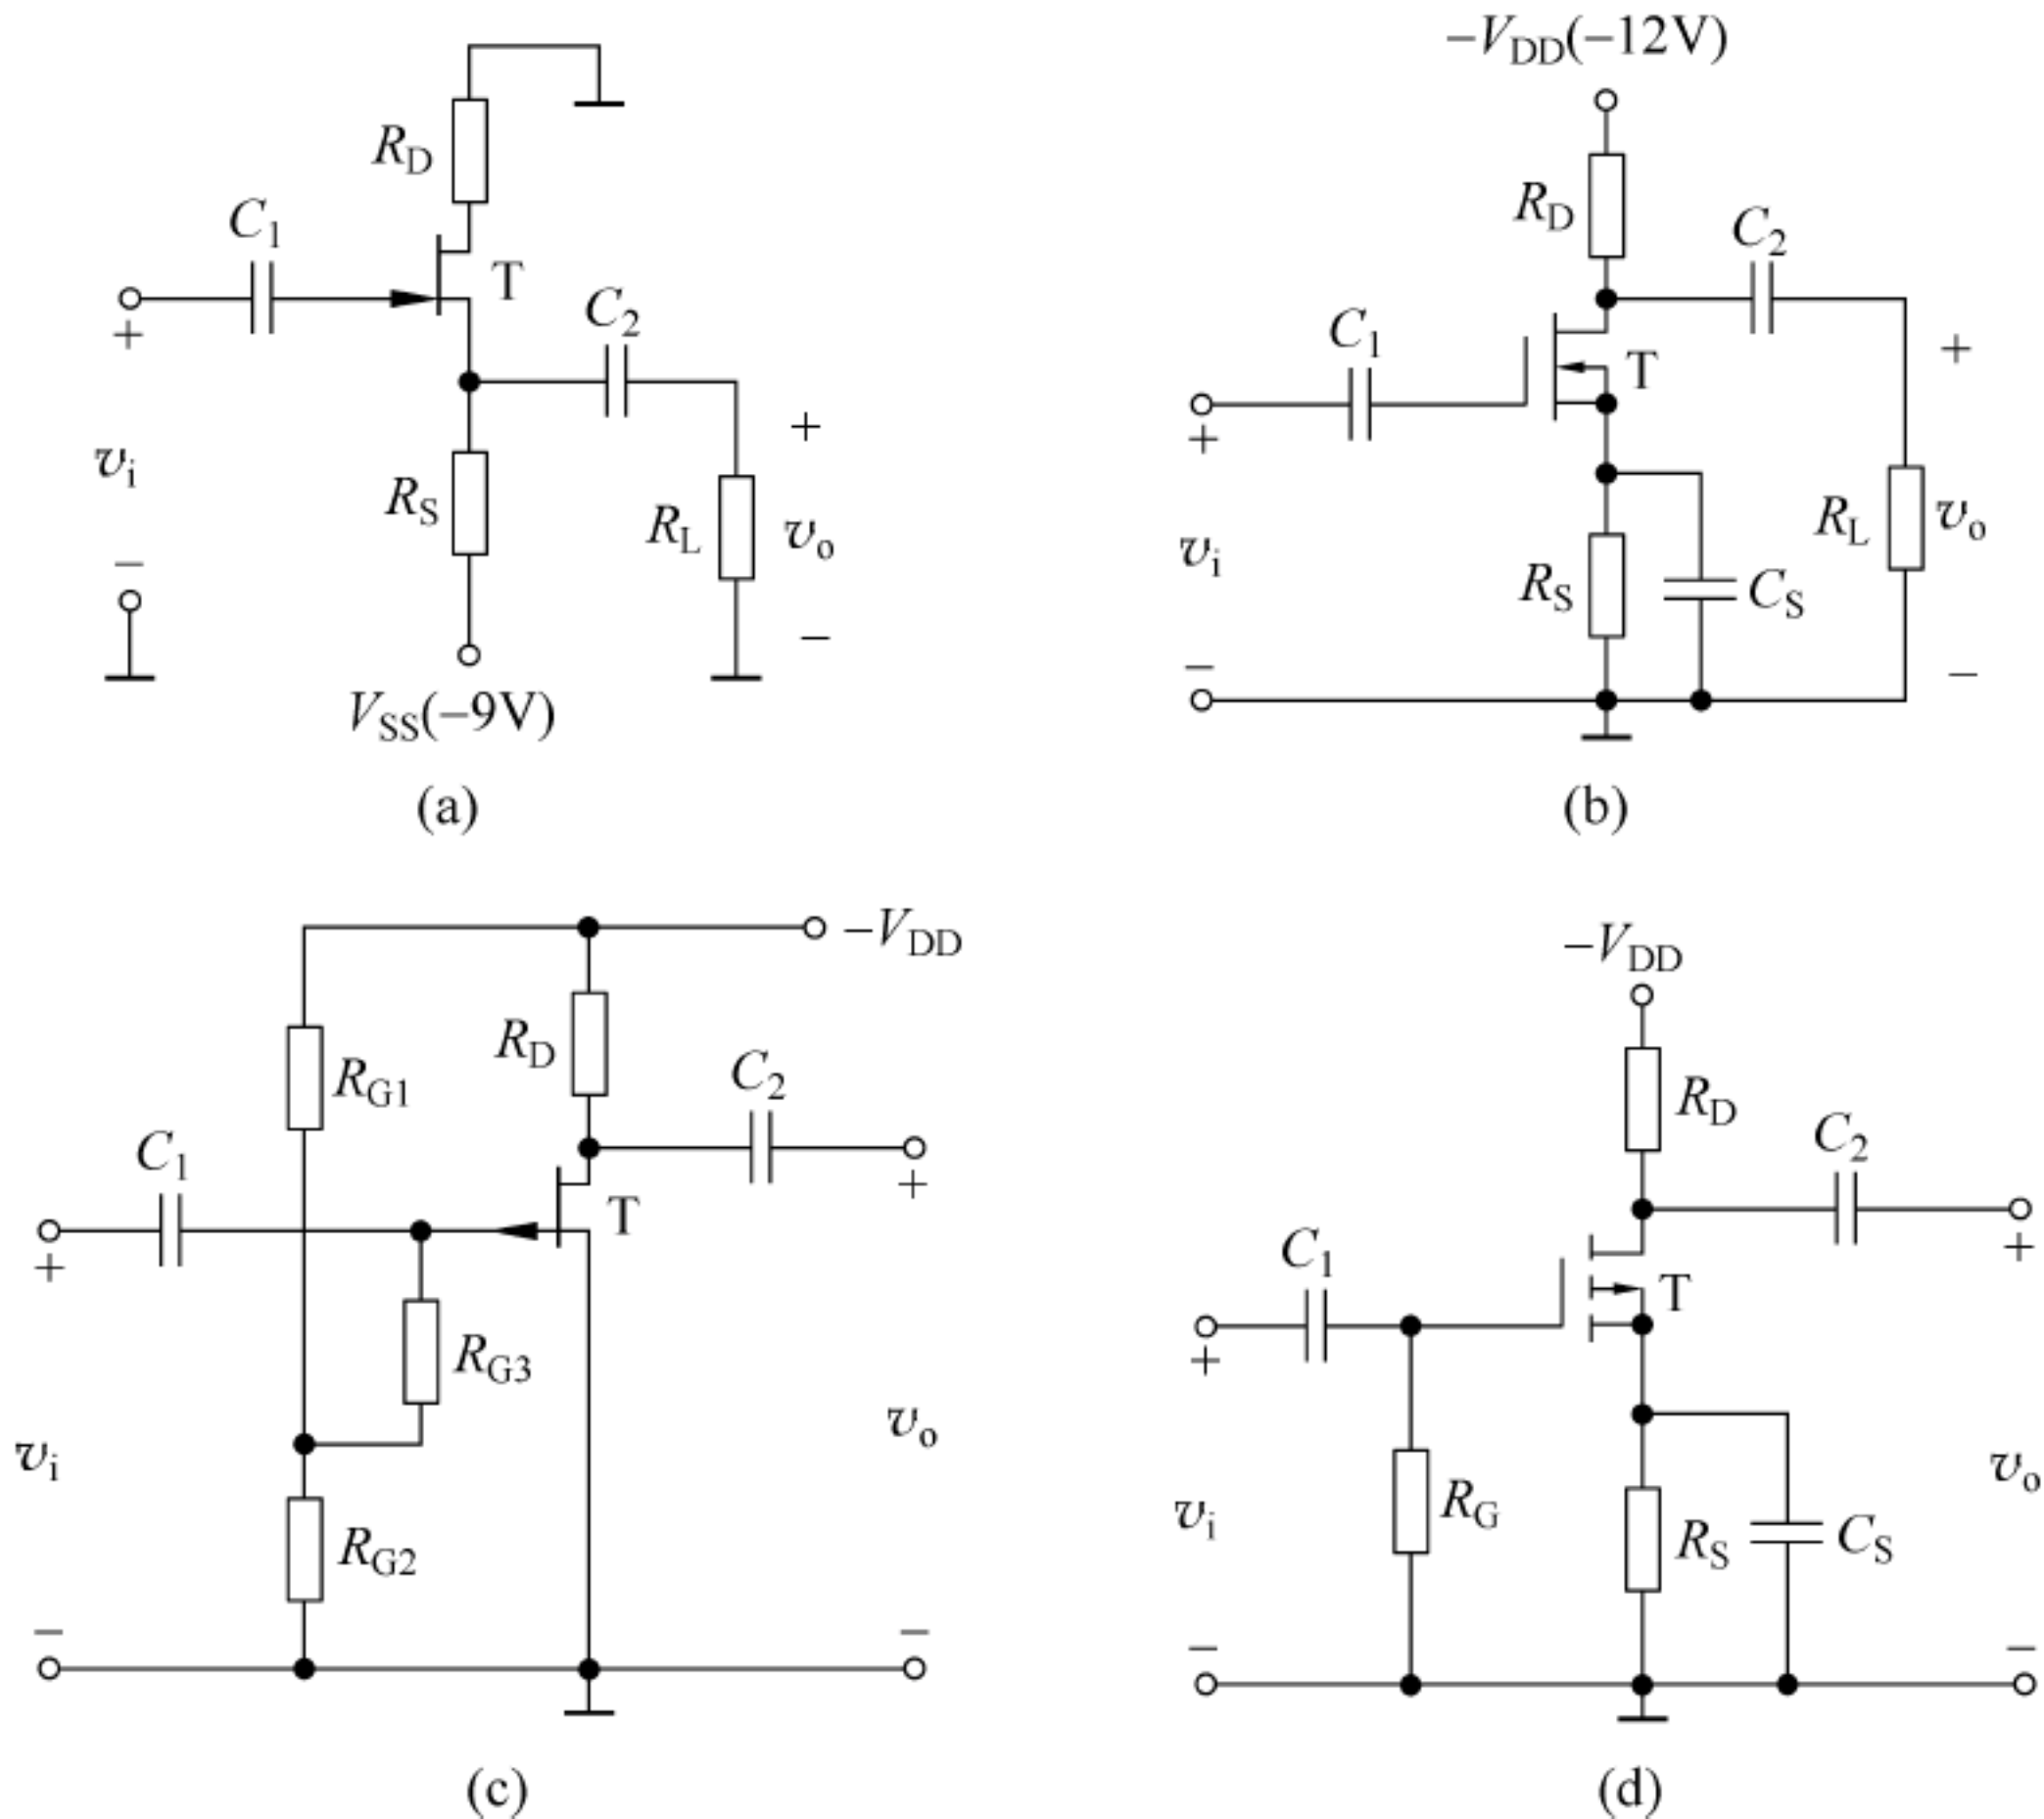 R_D
C_1
T
C_2
+
+
v_i
R_S
R_L
v_o
−
−
V_SS(−9V)
(a)
−V_DD(−12V)
R_D
C_2
C_1
T
+
+
v_i
R_S
C_S
R_L
v_o
−
−
(b)
−V_DD
R_G1
R_D
C_2
C_1
T
+
+
R_G3
v_i
v_o
R_G2
−
−
(c)
−V_DD
R_D
C_2
C_1
T
+
+
v_i
R_G
R_S
C_S
v_o
−
−
(d)